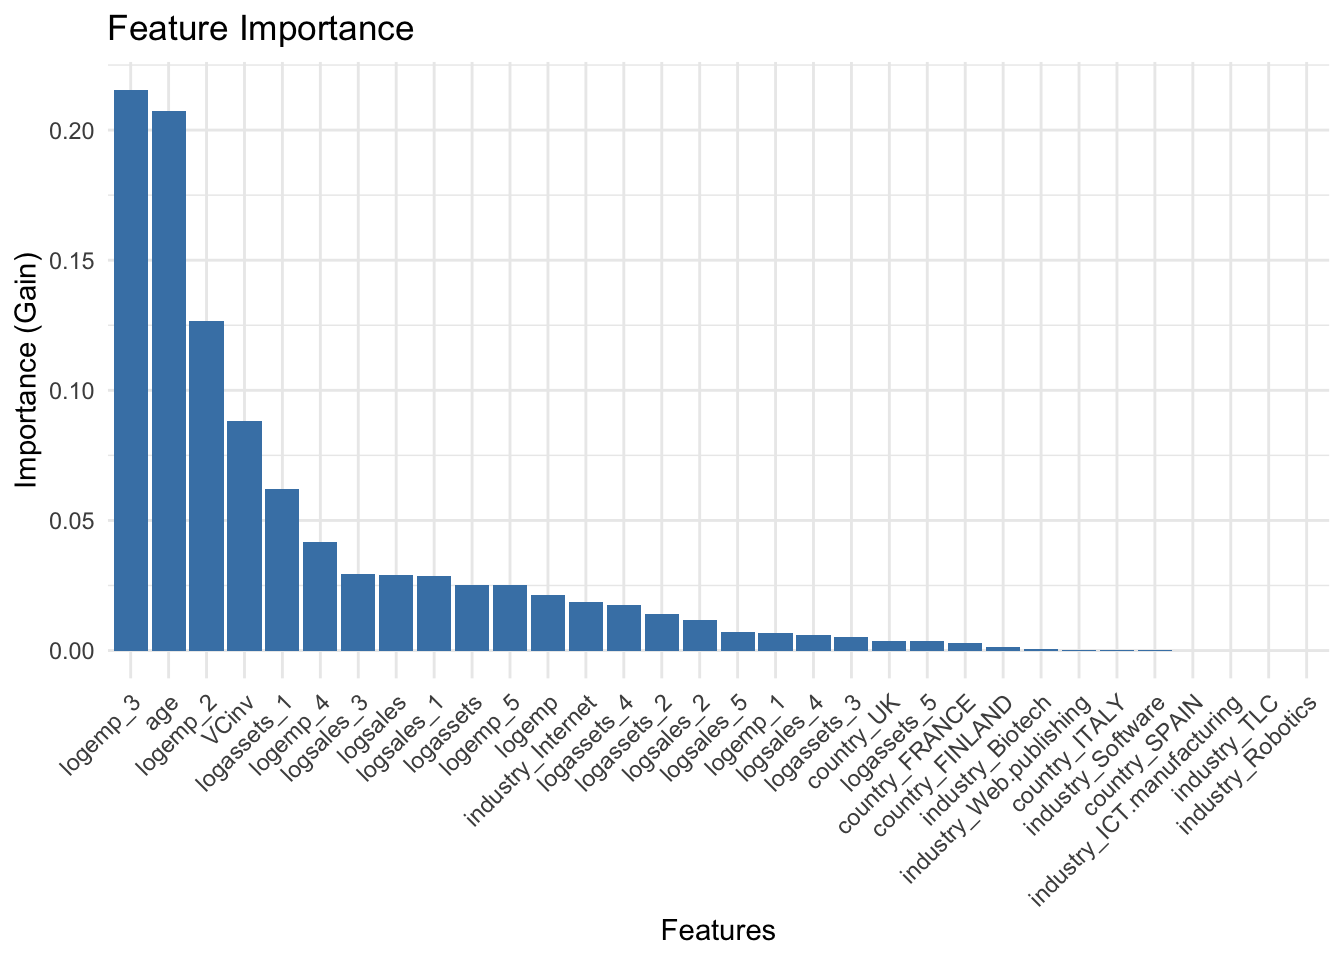 Feature Importance
Importance (Gain)
0.20
0.15
0.10
0.05
0.00
logemp_3
age
logemp_2
VCinv
logassets_1
logemp_4
logsales_3
logsales
logsales_1
logassets
logemp_5
logemp
industry_Internet
logassets_4
logassets_2
logsales_2
logsales_5
logemp_1
logsales_4
logassets_3
country_UK
logassets_5
country_FRANCE
country_FINLAND
industry_Biotech
industry_Web.publishing
country_ITALY
industry_Software
country_SPAIN
industry_ICT.manufacturing
industry_TLC
industry_Robotics
Features